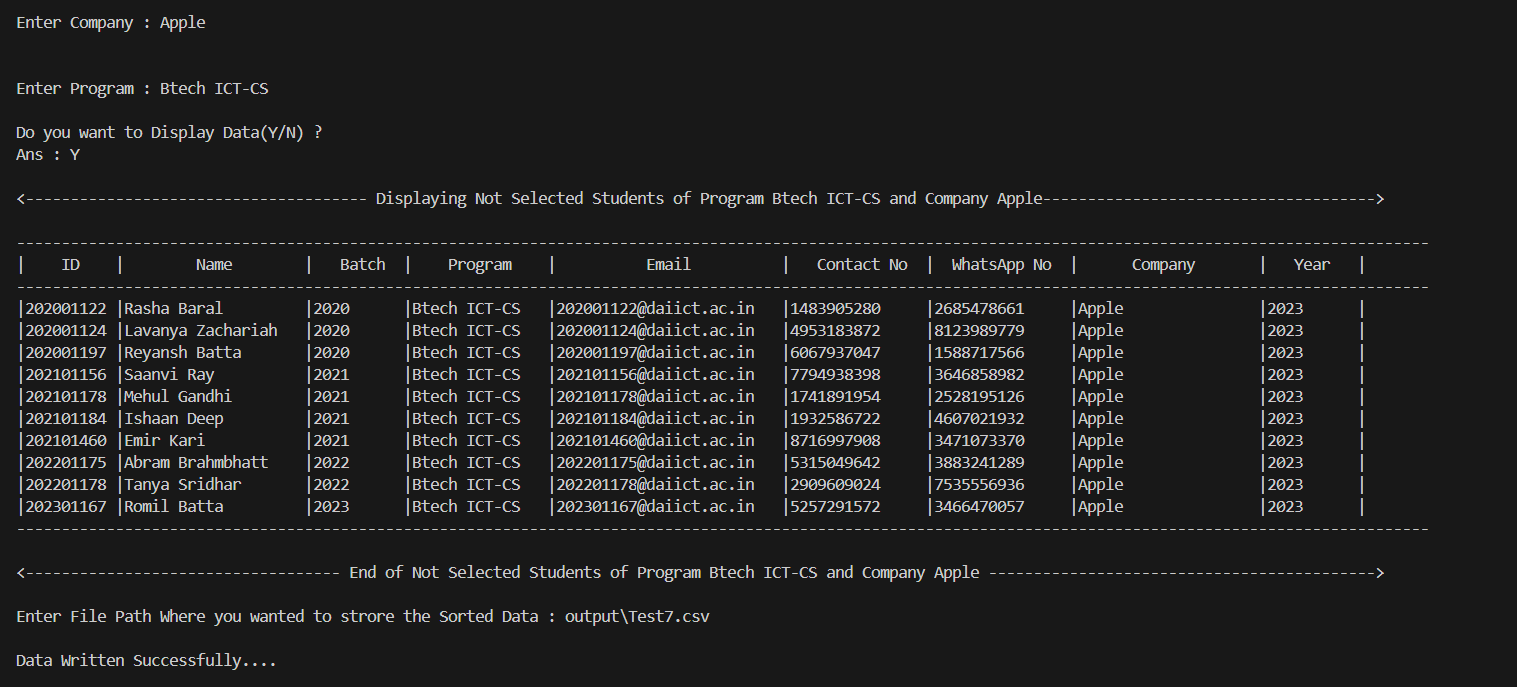 Enter Company : Apple
Enter Program : Btech ICT-CS
Do you want to Display Data(Y/N) ?
Ans : Y
<-------------------------------------- Displaying Not Selected Students of Program Btech ICT-CS and Company Apple------------------------------------->
-------------------------------------------------------------------------------------------------------------------------------------------------------------
|    ID    |        Name        |   Batch  |    Program    |          Email          |   Contact No  |  WhatsApp No  |      Company       |   Year   |
-------------------------------------------------------------------------------------------------------------------------------------------------------------
|202001122 |Rasha Baral         |2020      |Btech ICT-CS   |202001122@daiict.ac.in   |1483905280     |2685478661     |Apple               |2023      |
|202001124 |Lavanya Zachariah   |2020      |Btech ICT-CS   |202001124@daiict.ac.in   |4953183872     |8123989779     |Apple               |2023      |
|202001197 |Reyansh Batta       |2020      |Btech ICT-CS   |202001197@daiict.ac.in   |6067937047     |1588717566     |Apple               |2023      |
|202101156 |Saanvi Ray          |2021      |Btech ICT-CS   |202101156@daiict.ac.in   |7794938398     |3646858982     |Apple               |2023      |
|202101178 |Mehul Gandhi        |2021      |Btech ICT-CS   |202101178@daiict.ac.in   |1741891954     |2528195126     |Apple               |2023      |
|202101184 |Ishaan Deep         |2021      |Btech ICT-CS   |202101184@daiict.ac.in   |1932586722     |4607021932     |Apple               |2023      |
|202101460 |Emir Kari           |2021      |Btech ICT-CS   |202101460@daiict.ac.in   |8716997908     |3471073370     |Apple               |2023      |
|202201175 |Abram Brahmbhatt    |2022      |Btech ICT-CS   |202201175@daiict.ac.in   |5315049642     |3883241289     |Apple               |2023      |
|202201178 |Tanya Sridhar       |2022      |Btech ICT-CS   |202201178@daiict.ac.in   |2909609024     |7535556936     |Apple               |2023      |
|202301167 |Romil Batta         |2023      |Btech ICT-CS   |202301167@daiict.ac.in   |5257291572     |3466470057     |Apple               |2023      |
-------------------------------------------------------------------------------------------------------------------------------------------------------------
<----------------------------------- End of Not Selected Students of Program Btech ICT-CS and Company Apple ------------------------------------------->
Enter File Path Where you wanted to strore the Sorted Data : output\Test7.csv
Data Written Successfully....